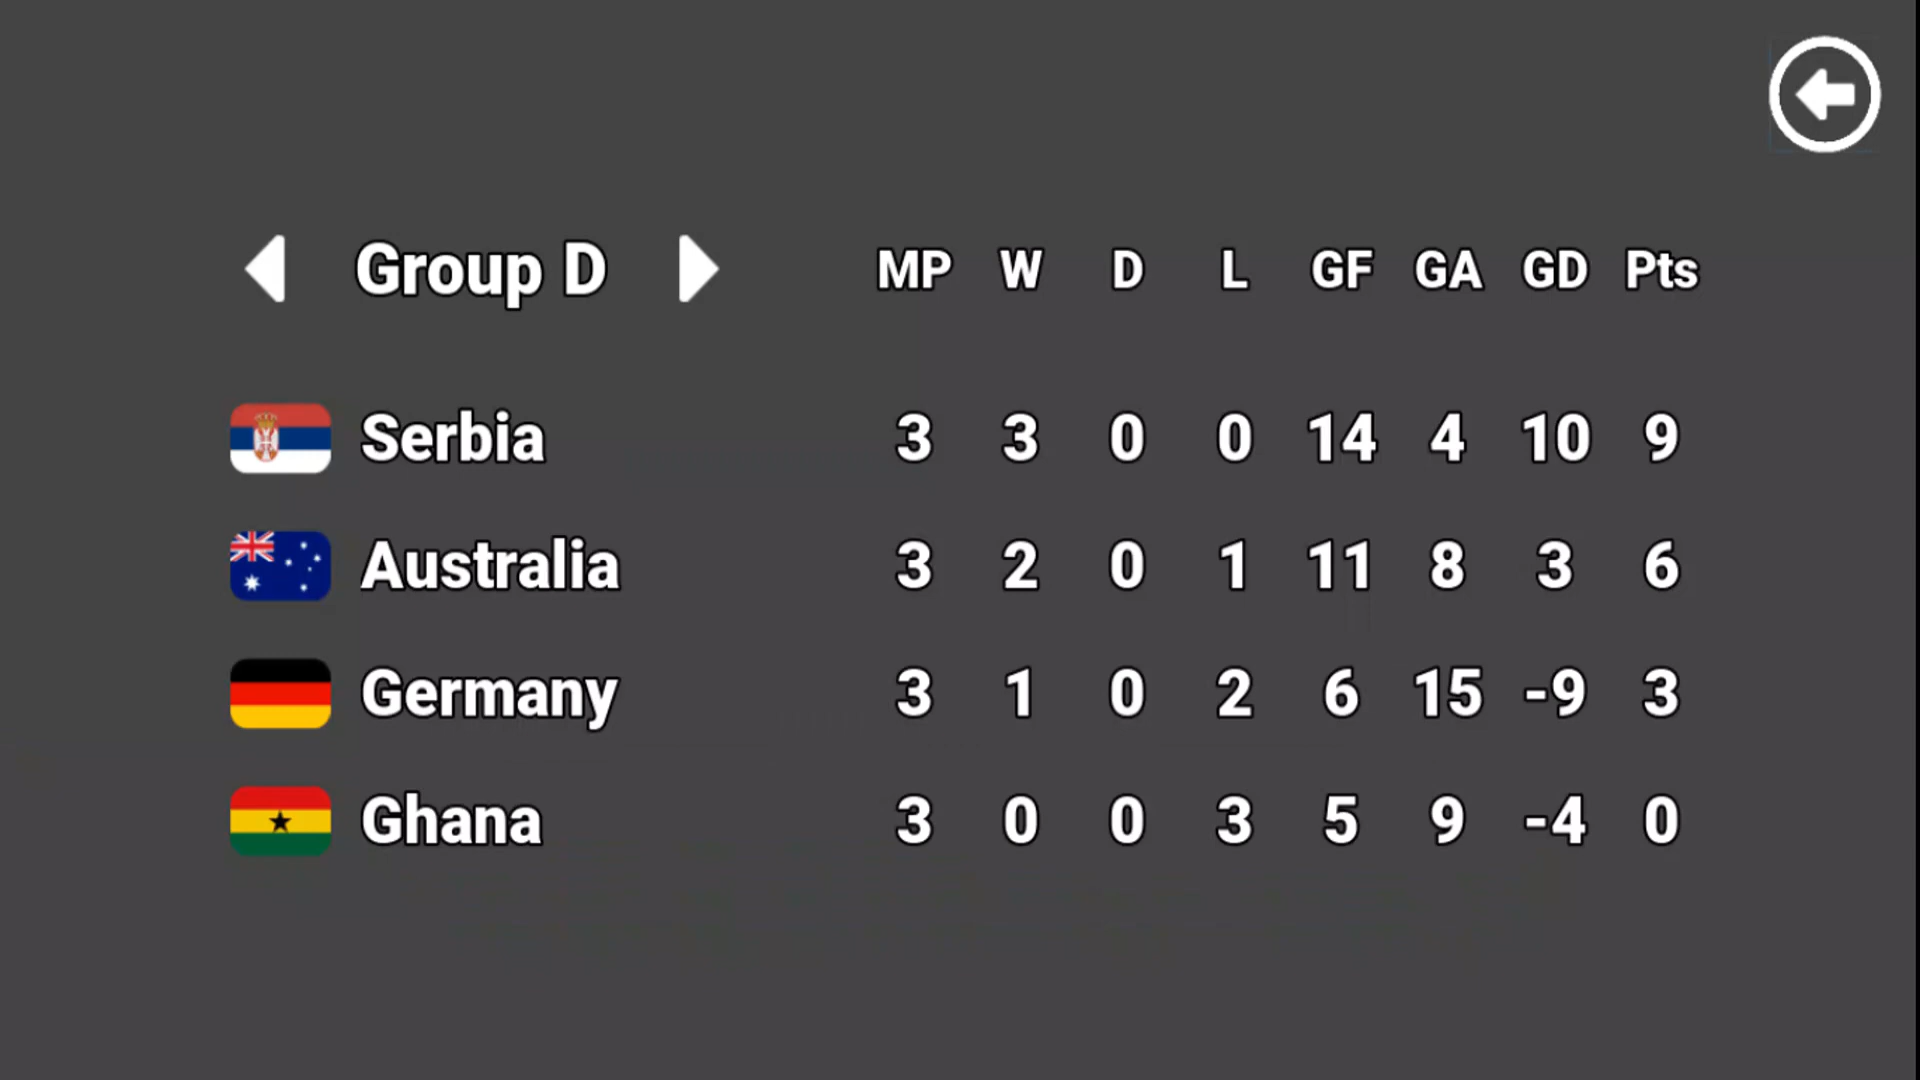 Group D MP W D L GF GA GD Pts
Serbia 3 3 0 0 14 4 10 9
Australia 3 2 0 1 11 8 3 6
Germany 3 1 0 2 6 15 -9 3
Ghana 3 0 0 3 5 9 -4 0